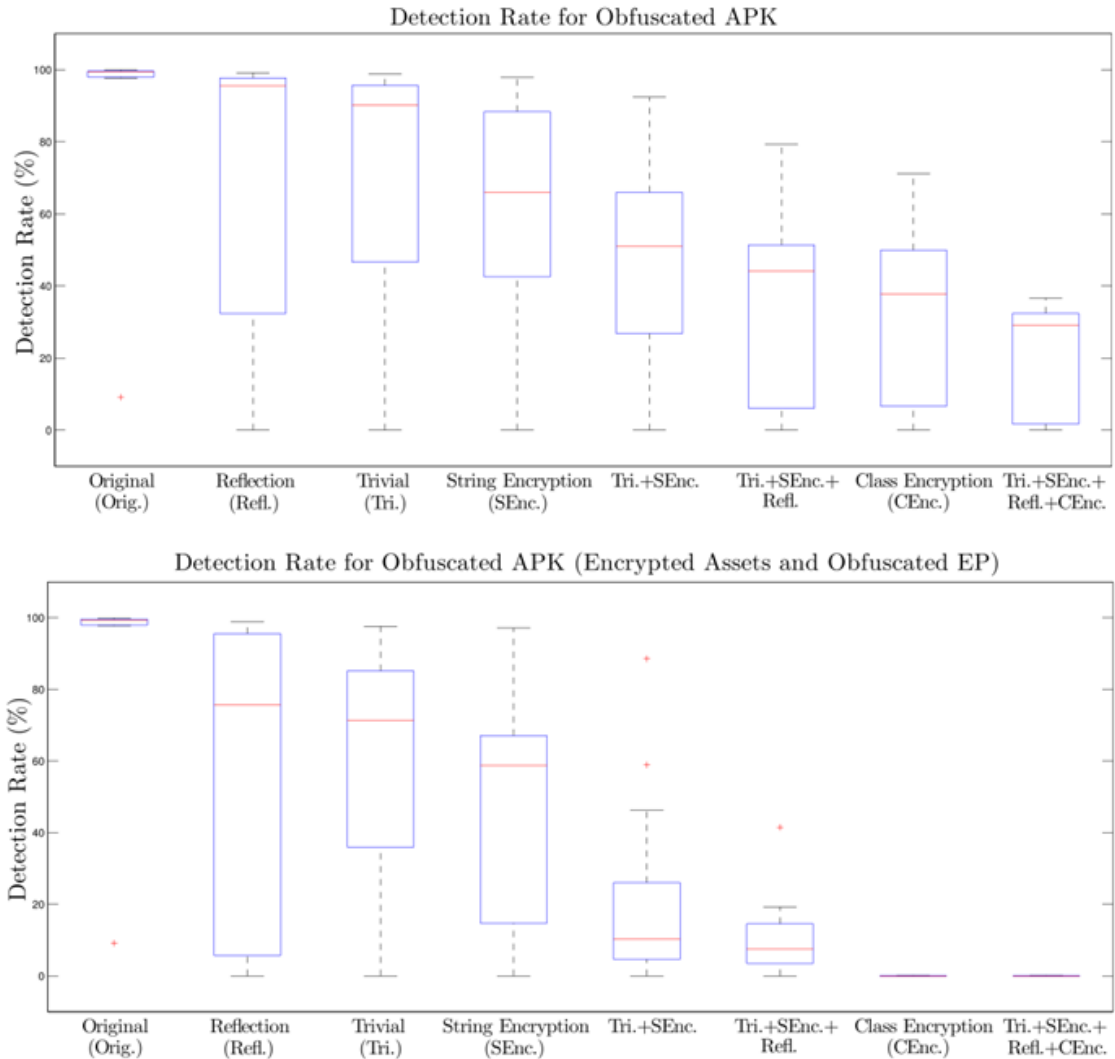 Detection Rate for Obfuscated APK
Detection Rate (%)
100
80
60
40
20
0
Original Reflection Trivial String Encryption Tri.+SEnc. Tri.+SEnc.+ Class Encryption Tri.+SEnc.+
(Orig.) (Refl.) (Tri.) (SEnc.) Refl. (CEnc.) Refl.+CEnc.
Detection Rate for Obfuscated APK (Encrypted Assets and Obfuscated EP)
Detection Rate (%)
100
80
60
40
20
0
Original Reflection Trivial String Encryption Tri.+SEnc. Tri.+SEnc.+ Class Encryption Tri.+SEnc.+
(Orig.) (Refl.) (Tri.) (SEnc.) Refl. (CEnc.) Refl.+CEnc.